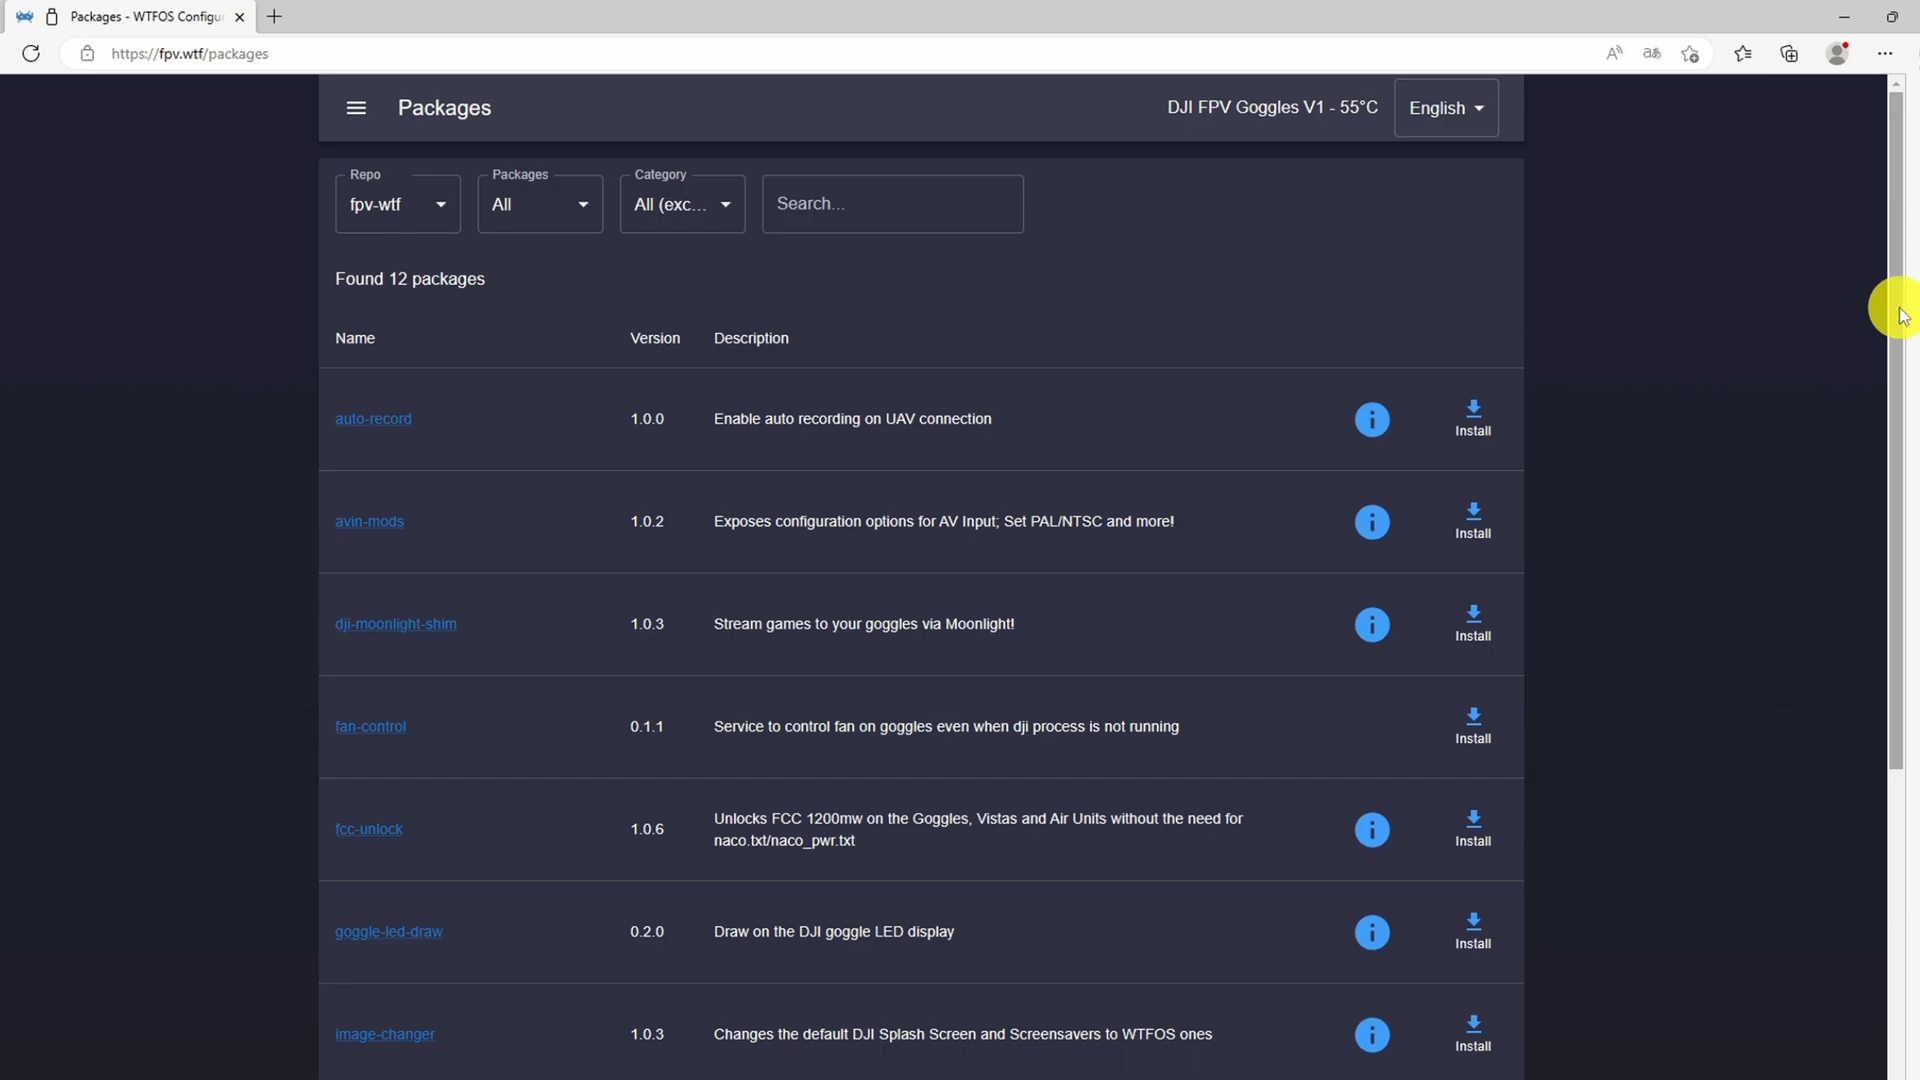 Packages - WTFOS Configu
https://fpv.wtf/packages
Packages
DJI FPV Goggles V1 - 55°C
English
Repo
fpv-wtf
Packages
All
Category
All (exc...
Search...
Found 12 packages
Name Version Description
auto-record 1.0.0 Enable auto recording on UAV connection Install
avin-mods 1.0.2 Exposes configuration options for AV Input; Set PAL/NTSC and more! Install
dji-moonlight-shim 1.0.3 Stream games to your goggles via Moonlight! Install
fan-control 0.1.1 Service to control fan on goggles even when dji process is not running Install
fcc-unlock 1.0.6 Unlocks FCC 1200mw on the Goggles, Vistas and Air Units without the need for
naco.txt/naco_pwr.txt Install
goggle-led-draw 0.2.0 Draw on the DJI goggle LED display Install
image-changer 1.0.3 Changes the default DJI Splash Screen and Screensavers to WTFOS ones Install